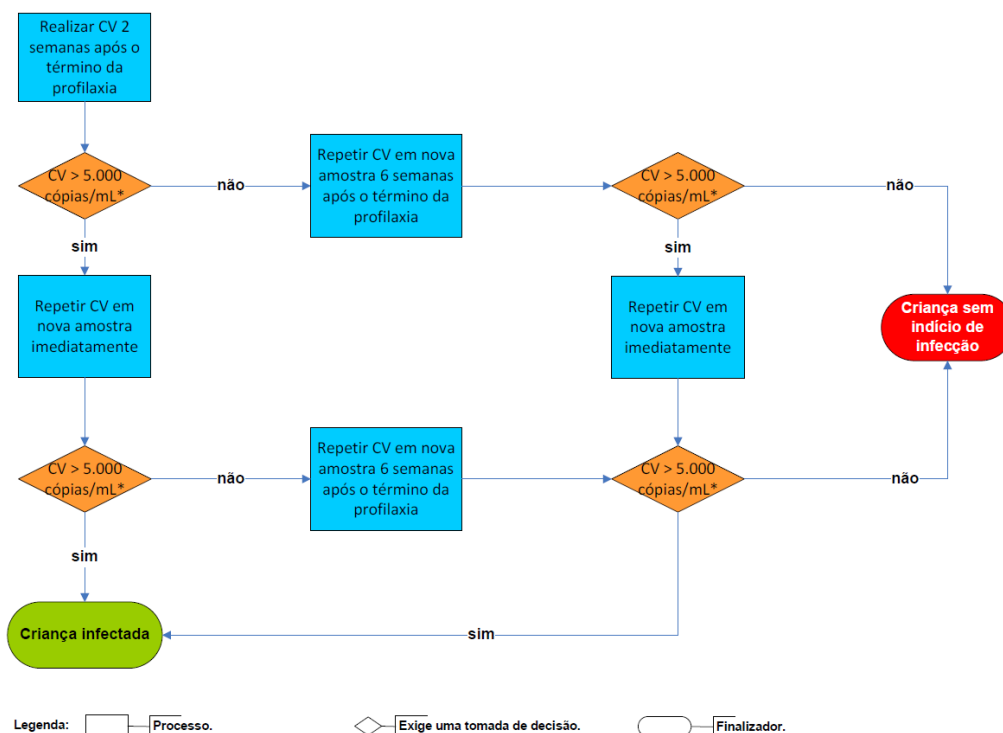 Realizar CV 2
semanas após o
término da
profilaxia
CV > 5.000
cópias/mL*
não
Repetir CV em nova
amostra 6 semanas
após o término da
profilaxia
CV > 5.000
cópias/mL*
não
sim
sim
Repetir CV em
nova amostra
imediatamente
Repetir CV em
nova amostra
imediatamente
Criança sem
indício de
infecção
CV > 5.000
cópias/mL*
não
Repetir CV em nova
amostra 6 semanas
após o término da
profilaxia
CV > 5.000
cópias/mL*
não
sim
Criança infectada
sim
Legenda:
Processo.
Exige uma tomada de decisão.
Finalizador.